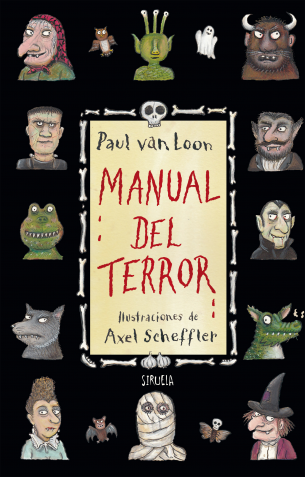 Paul van Loon
MANUAL
DEL
TERROR
Ilustraciones de
Axel Scheffler
SIRUELA